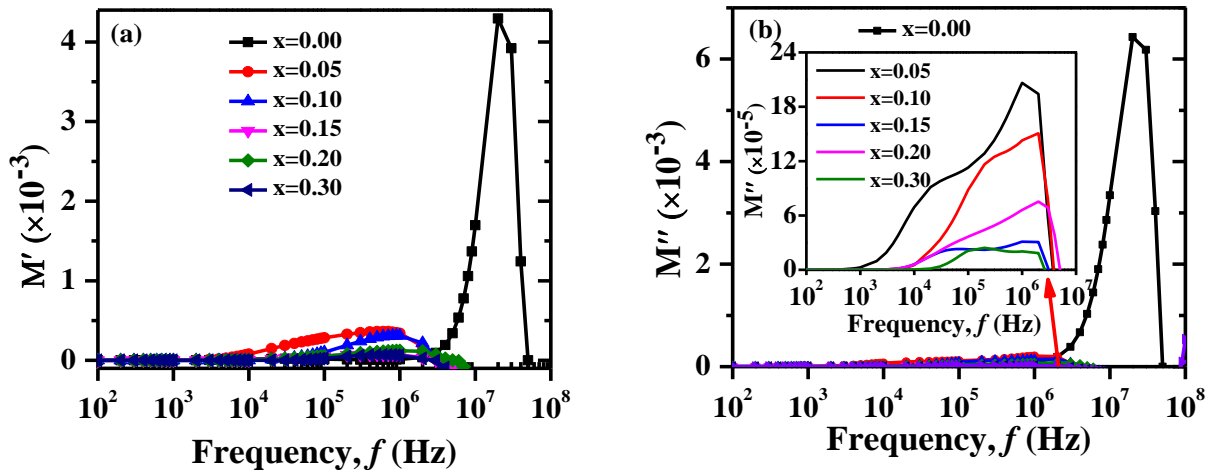 (a)
x=0.00
x=0.05
x=0.10
x=0.15
x=0.20
x=0.30
M′ (×10⁻³)
4
2
0
10² 10³ 10⁴ 10⁵ 10⁶ 10⁷ 10⁸
Frequency, f (Hz)
(b)
x=0.00
M″ (×10⁻³)
6
4
2
0
10² 10³ 10⁴ 10⁵ 10⁶ 10⁷ 10⁸
Frequency, f (Hz)
x=0.05
x=0.10
x=0.15
x=0.20
x=0.30
M″ (×10⁻⁵)
24
18
12
6
0
10² 10³ 10⁴ 10⁵ 10⁶ 10⁷
Frequency, f (Hz)